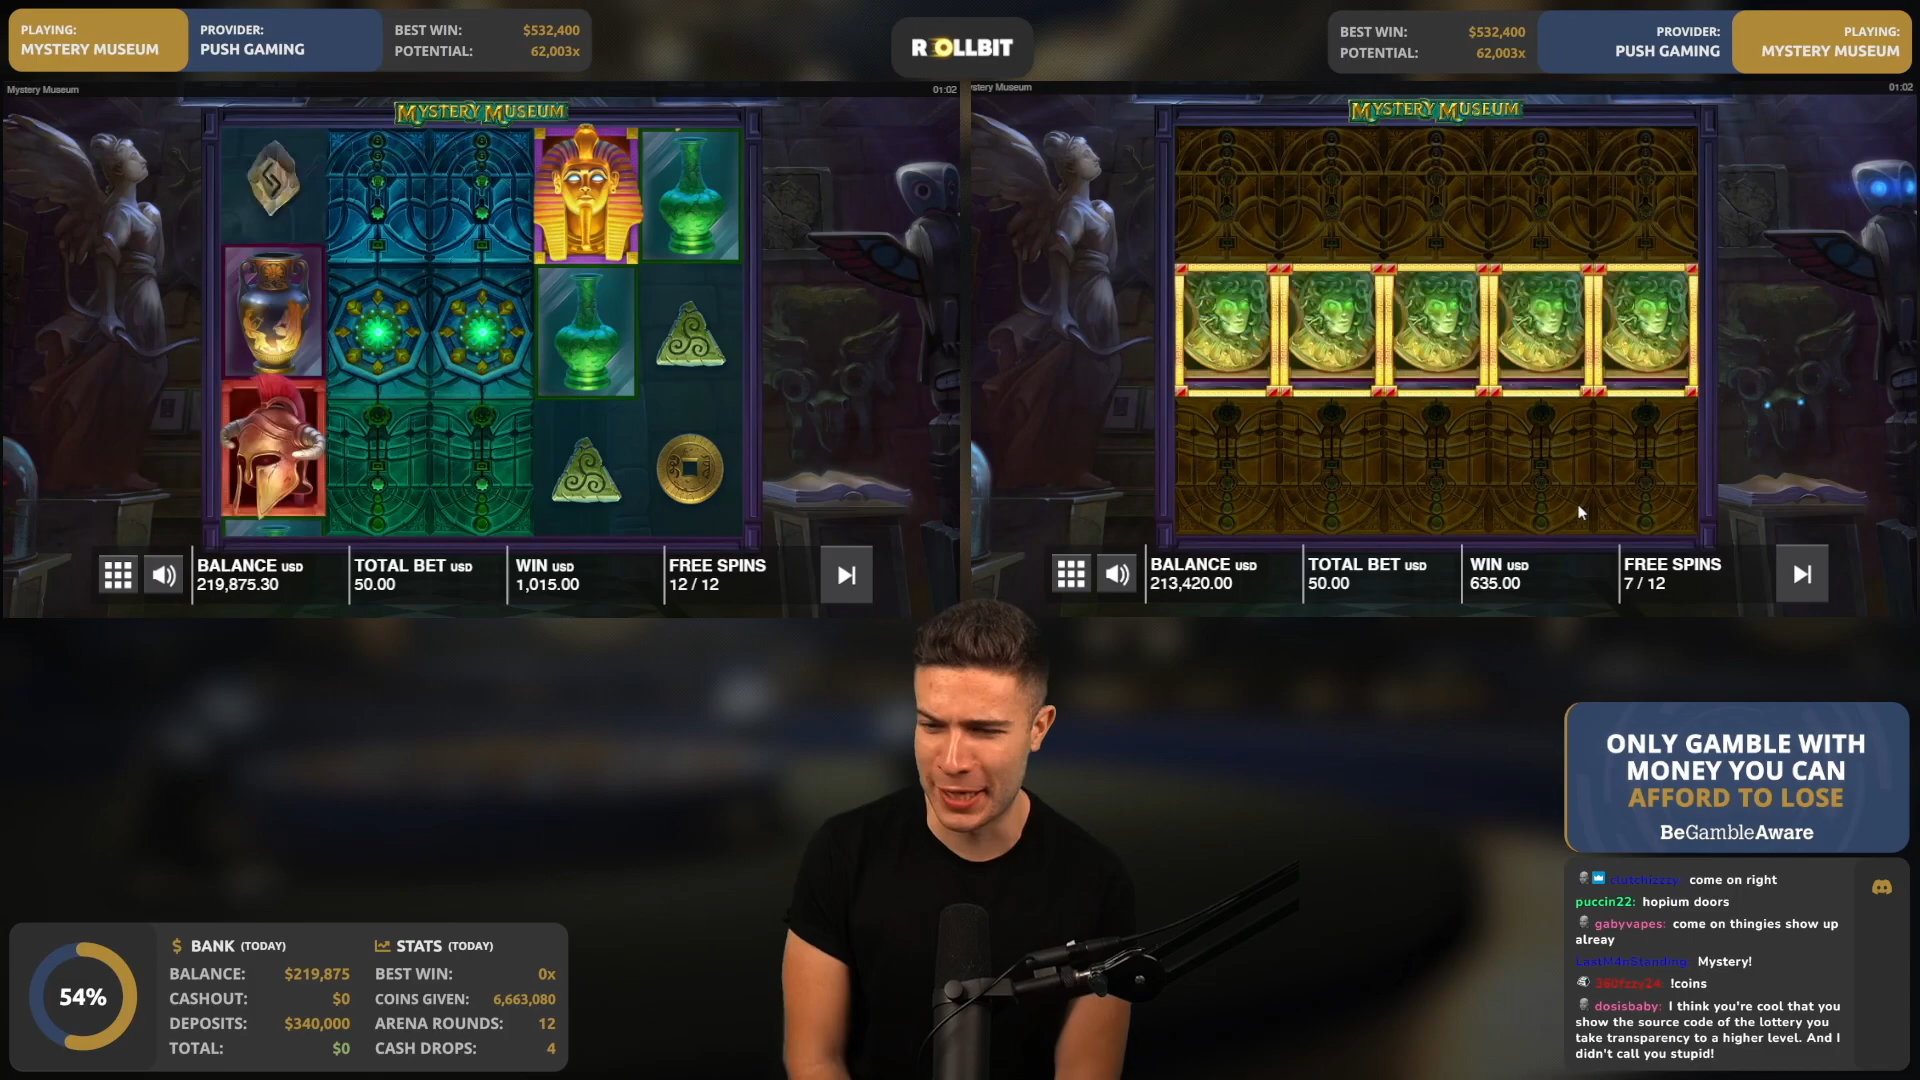 PLAYING:
MYSTERY MUSEUM
PROVIDER:
PUSH GAMING
BEST WIN: $532,400
POTENTIAL: 62,003x
ROLLBIT
BEST WIN: $532,400
POTENTIAL: 62,003x
PROVIDER:
PUSH GAMING
PLAYING:
MYSTERY MUSEUM
Mystery Museum
01:02
MYSTERY MUSEUM
BALANCE USD
219,875.30
TOTAL BET USD
50.00
WIN USD
1,015.00
FREE SPINS
12 / 12
ystery Museum
01:02
MYSTERY MUSEUM
BALANCE USD
213,420.00
TOTAL BET USD
50.00
WIN USD
635.00
FREE SPINS
7 / 12
ONLY GAMBLE WITH
MONEY YOU CAN
AFFORD TO LOSE
BeGambleAware
clutchizzzy: come on right
puccin22: hopium doors
gabyvapes: come on thingies show up
alreay
LastM4nStanding: Mystery!
360fzzy24: !coins
dosisbaby: I think you're cool that you
show the source code of the lottery you
take transparency to a higher level. And I
didn't call you stupid!
54%
$ BANK (TODAY)
BALANCE: $219,875
CASHOUT: $0
DEPOSITS: $340,000
TOTAL: $0
STATS (TODAY)
BEST WIN: 0x
COINS GIVEN: 6,663,080
ARENA ROUNDS: 12
CASH DROPS: 4